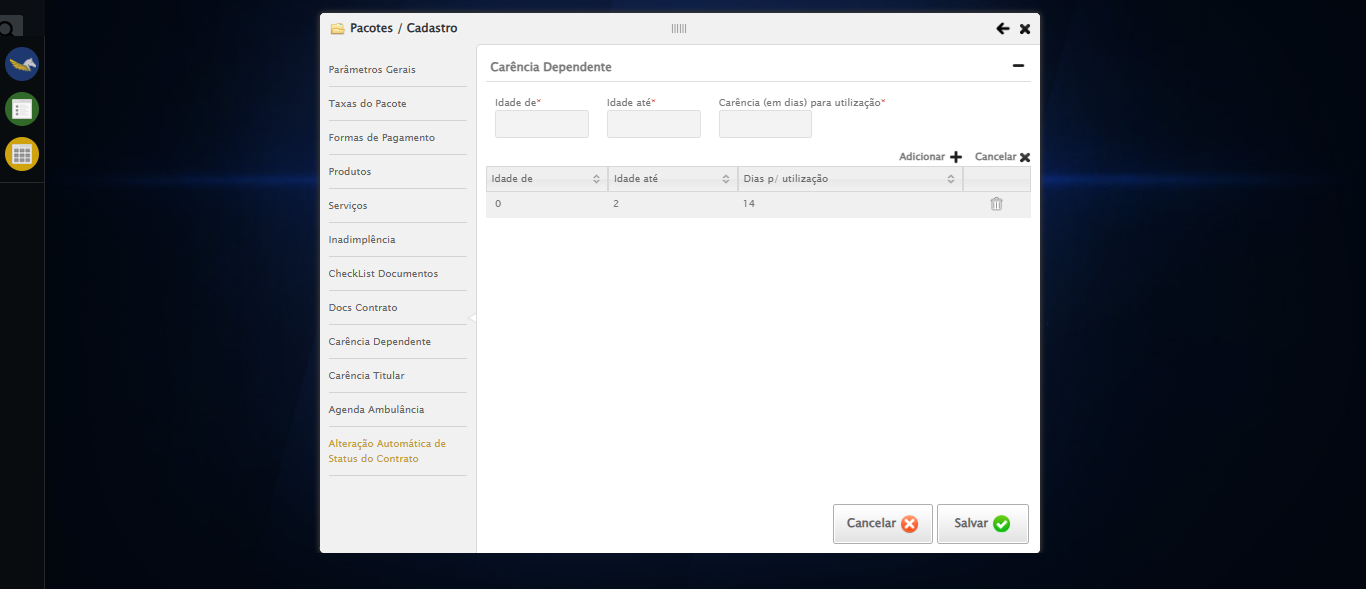 Pacotes / Cadastro
Parâmetros Gerais
Taxas do Pacote
Formas de Pagamento
Produtos
Serviços
Inadimplência
CheckList Documentos
Docs Contrato
Carência Dependente
Carência Titular
Agenda Ambulância
Alteração Automática de
Status do Contrato
Carência Dependente
Idade de* Idade até* Carência (em dias) para utilização*
Adicionar Cancelar
Idade de Idade até Dias p/ utilização
0 2 14
Cancelar Salvar